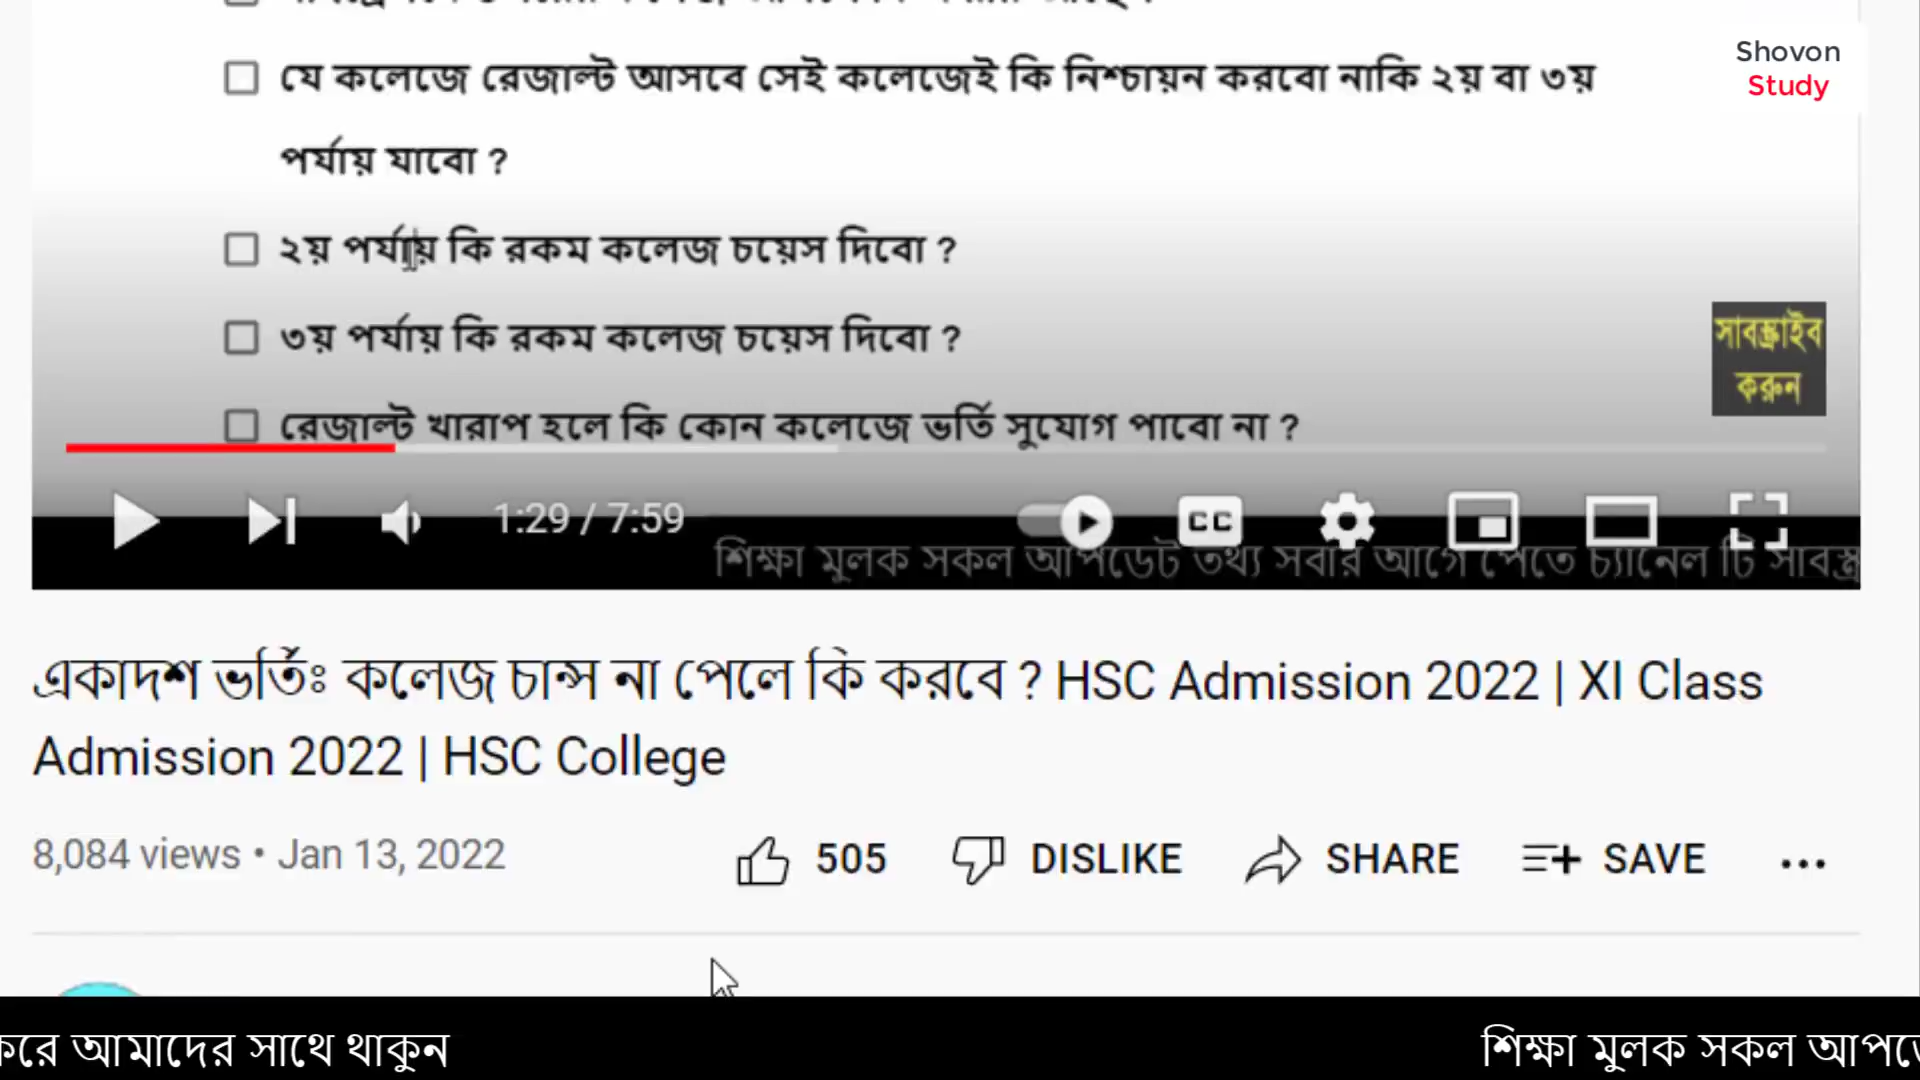 Shovon
Study
যে কলেজে রেজাল্ট আসবে সেই কলেজেই কি নিশ্চায়ন করবো নাকি ২য় বা ৩য়
পর্যায় যাবো ?
২য় পর্যায় কি রকম কলেজ চয়েস দিবো ?
৩য় পর্যায় কি রকম কলেজ চয়েস দিবো ?
সাবস্ক্রাইব
করুন
রেজাল্ট খারাপ হলে কি কোন কলেজে ভর্তি সুযোগ পাবো না ?
1:29 / 7:59
CC
শিক্ষা মুলক সকল আপডেট তথ্য সবার আগে পেতে চ্যানেল টি
একাদশ ভর্তিঃ কলেজ চান্স না পেলে কি করবে ? HSC Admission 2022 | XI Class
Admission 2022 | HSC College
8,084 views • Jan 13, 2022
505 DISLIKE SHARE SAVE
করে আমাদের সাথে থাকুন
শিক্ষা মুলক সকল